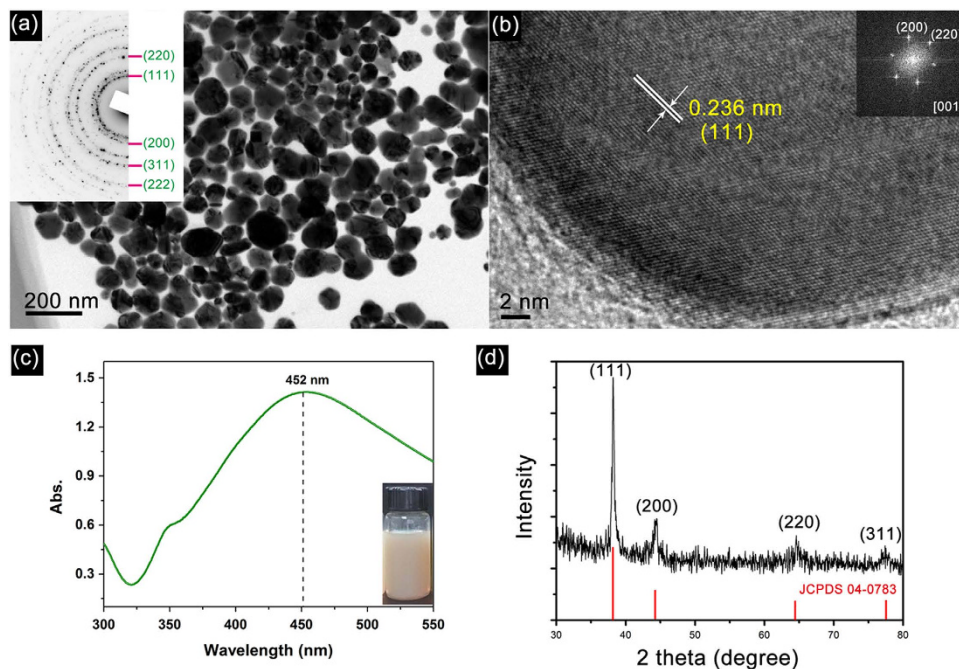 (a)
(220)
(111)
(200)
(311)
(222)
200 nm
(b)
0.236 nm
(111)
(200)
(220)
[001]
2 nm
(c)
452 nm
1.5
1.2
0.9
0.6
0.3
Abs.
300 350 400 450 500 550
Wavelength (nm)
(d)
(111)
(200)
(220)
(311)
JCPDS 04-0783
Intensity
30 40 50 60 70 80
2 theta (degree)